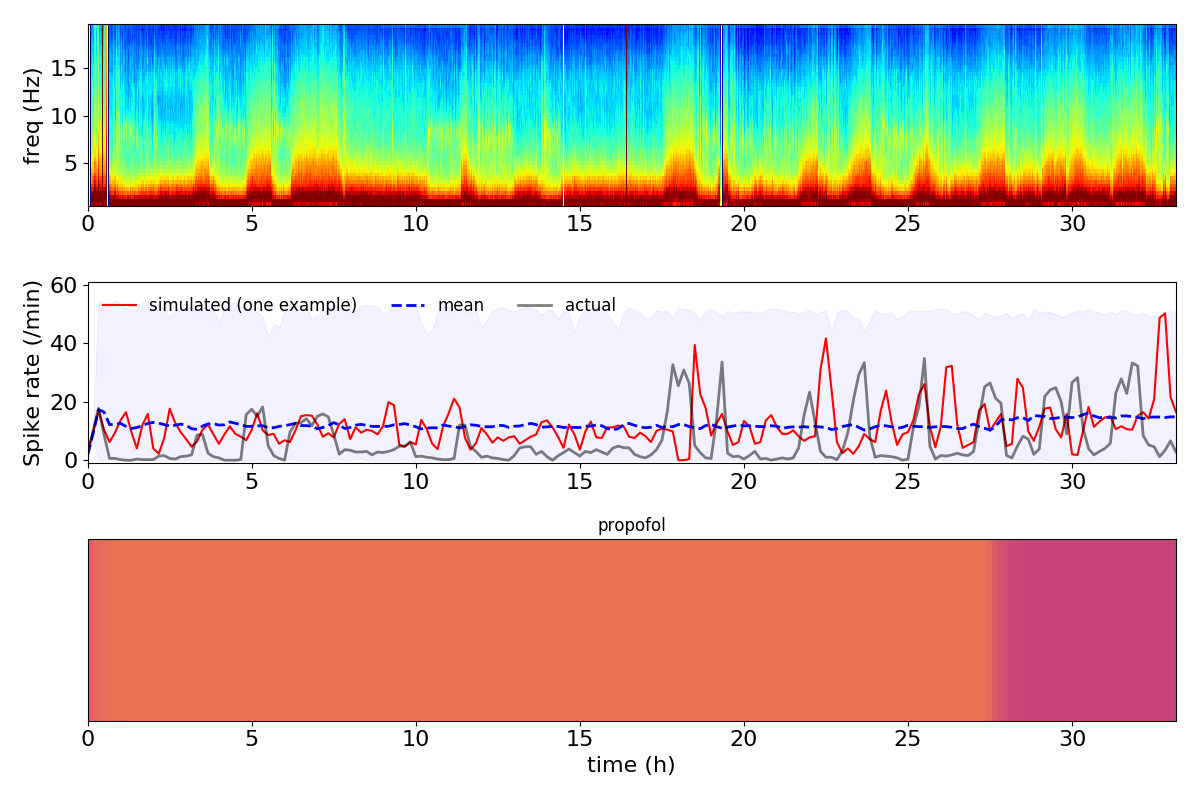 freq (Hz)
15
10
5
0 5 10 15 20 25 30
Spike rate (/min)
60
40
20
0
simulated (one example) mean actual
0 5 10 15 20 25 30
propofol
0 5 10 15 20 25 30
time (h)